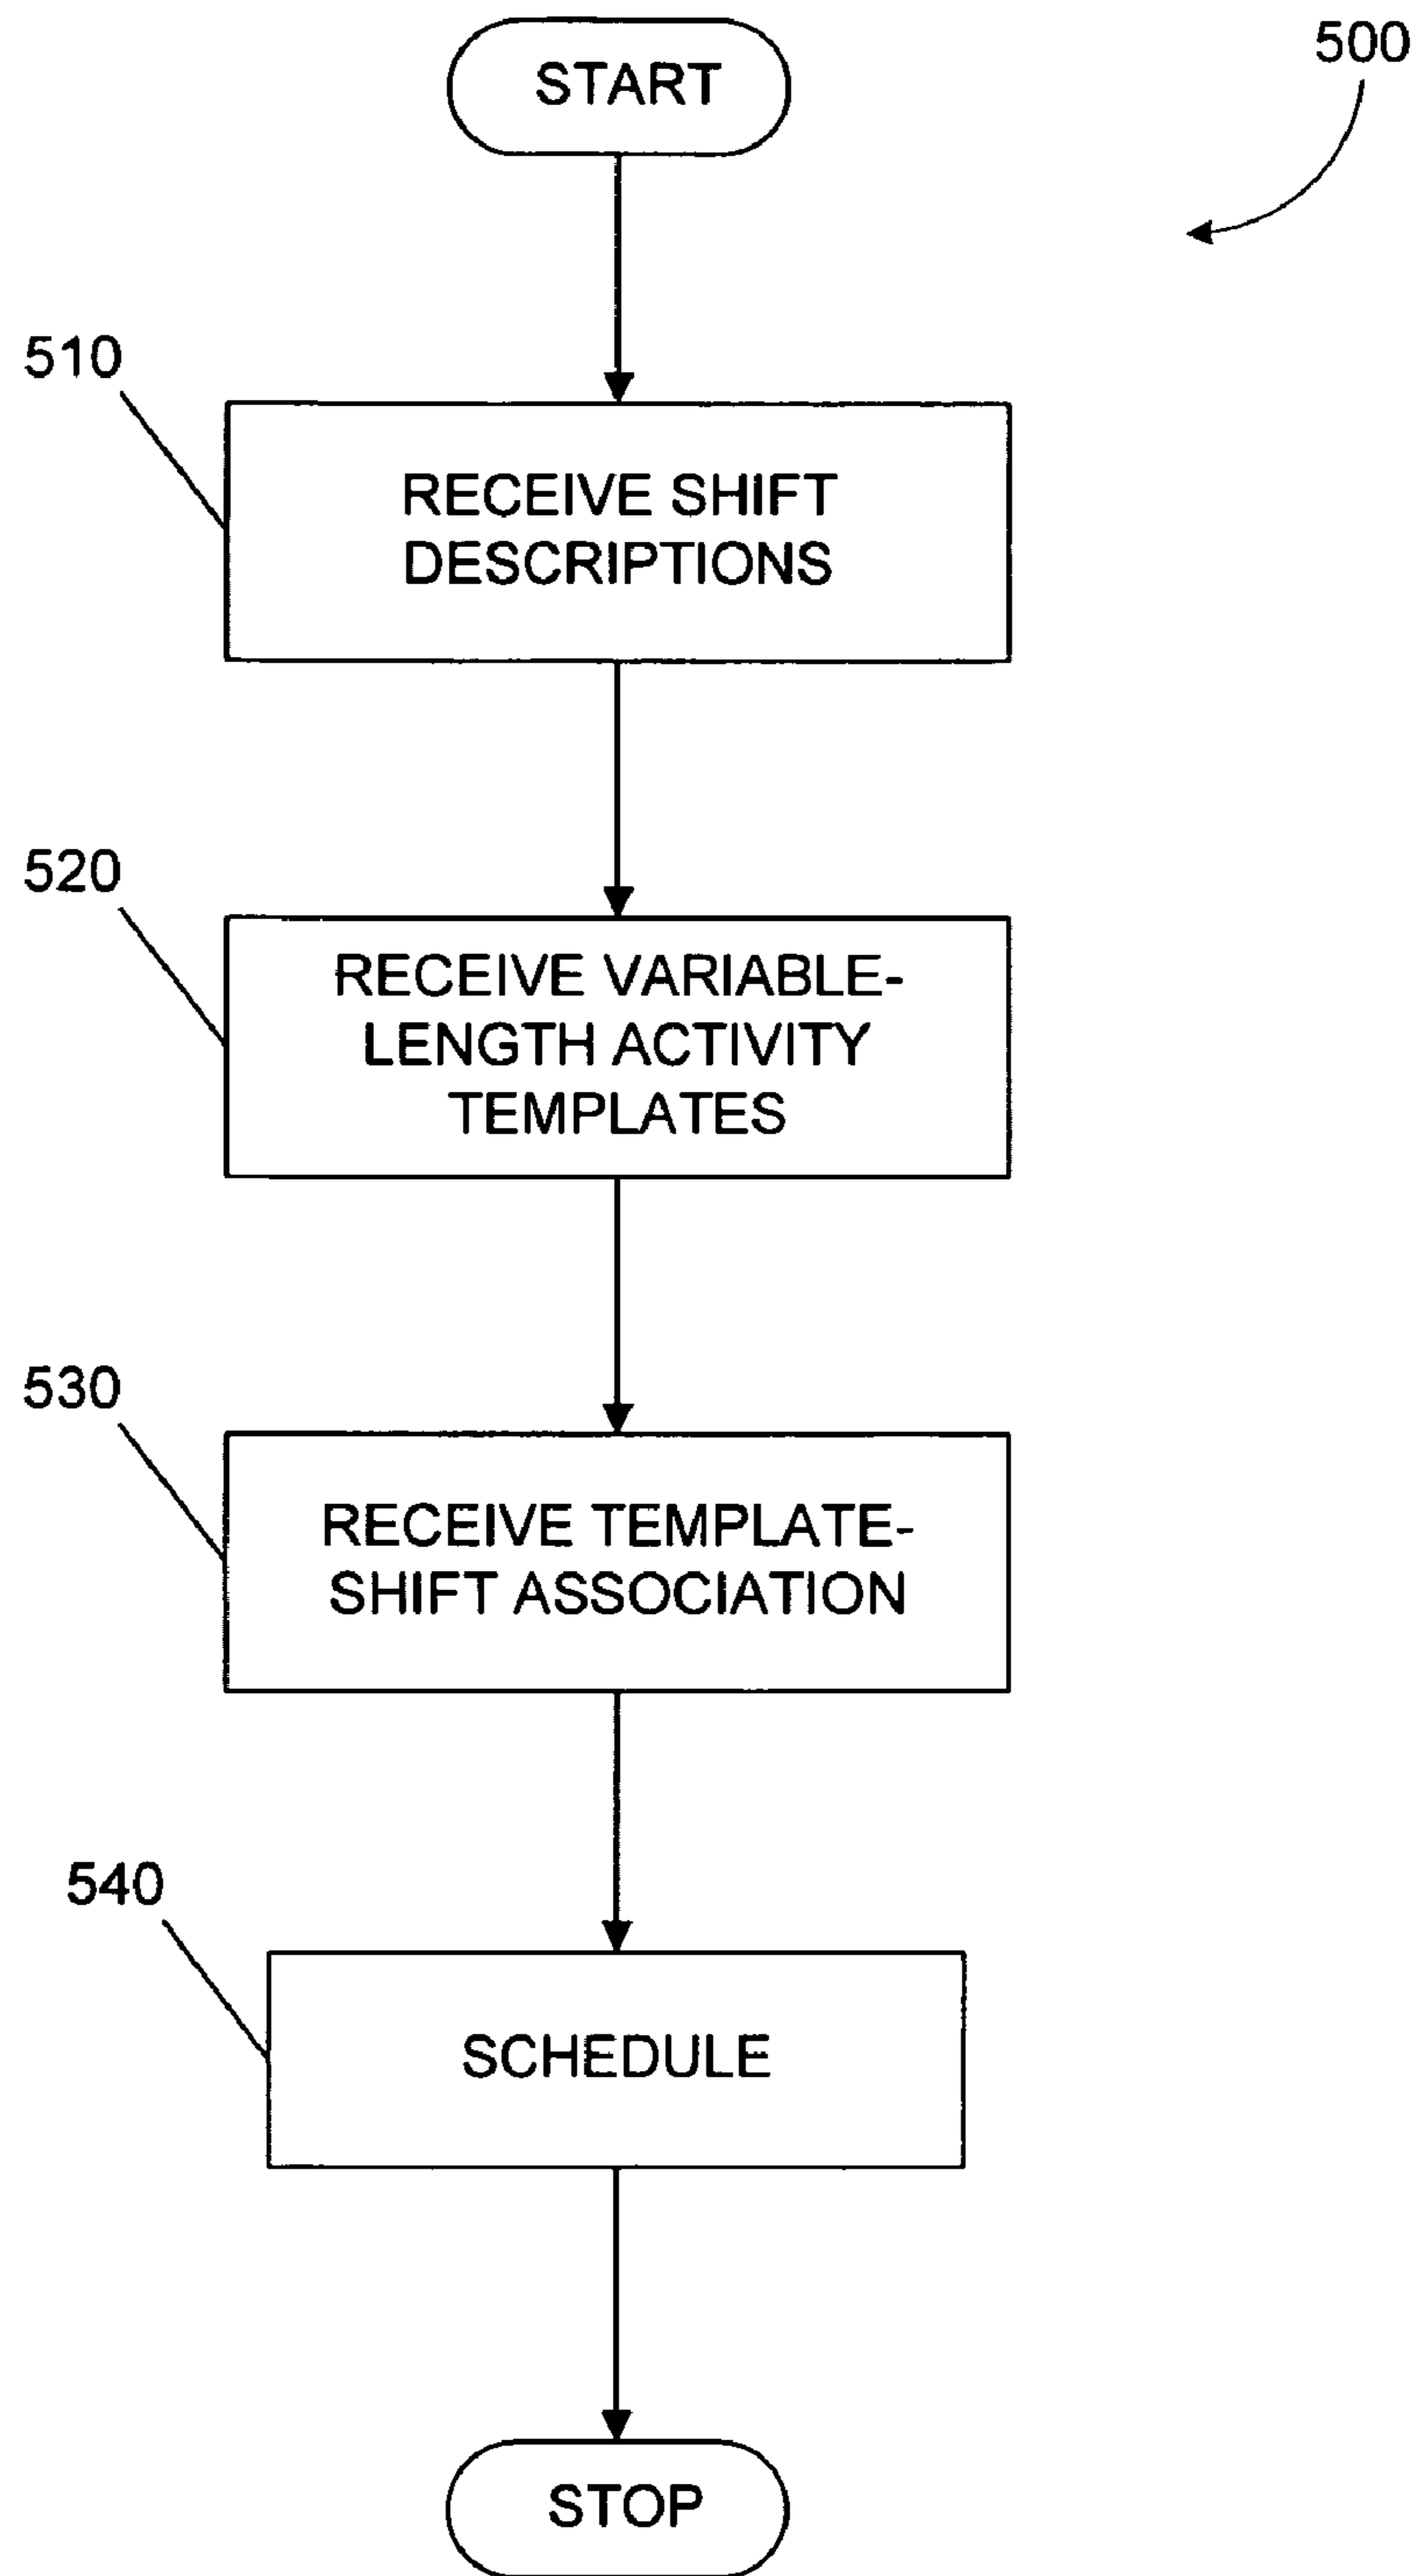 START
500
510
RECEIVE SHIFT
DESCRIPTIONS
520
RECEIVE VARIABLE-
LENGTH ACTIVITY
TEMPLATES
530
RECEIVE TEMPLATE-
SHIFT ASSOCIATION
540
SCHEDULE
STOP